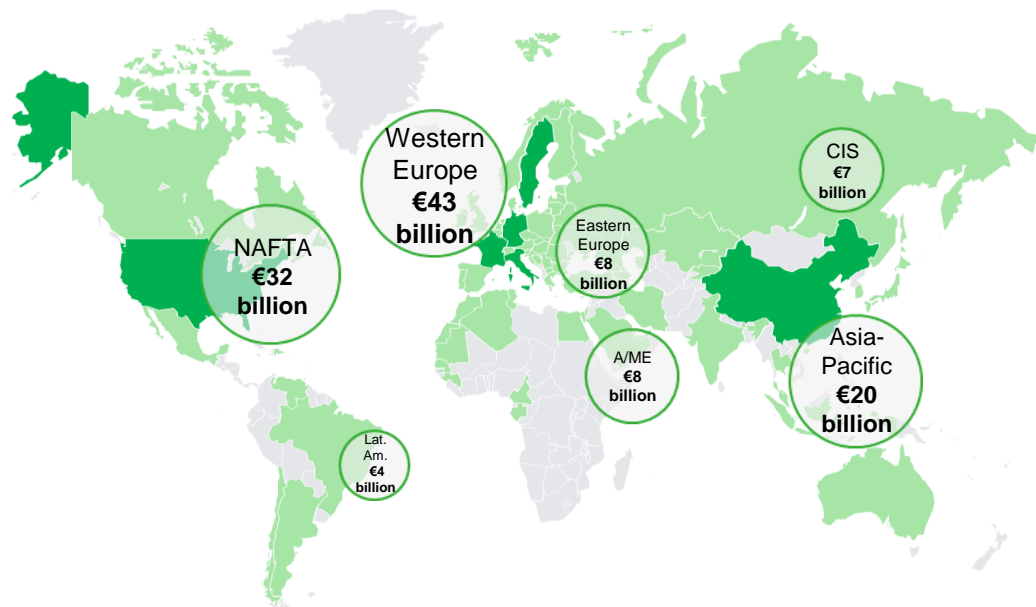 Western
Europe
€43
billion
CIS
€7
billion
NAFTA
€32
billion
Eastern
Europe
€8
billion
A/ME
€8
billion
Asia-
Pacific
€20
billion
Lat.
Am.
€4
billion